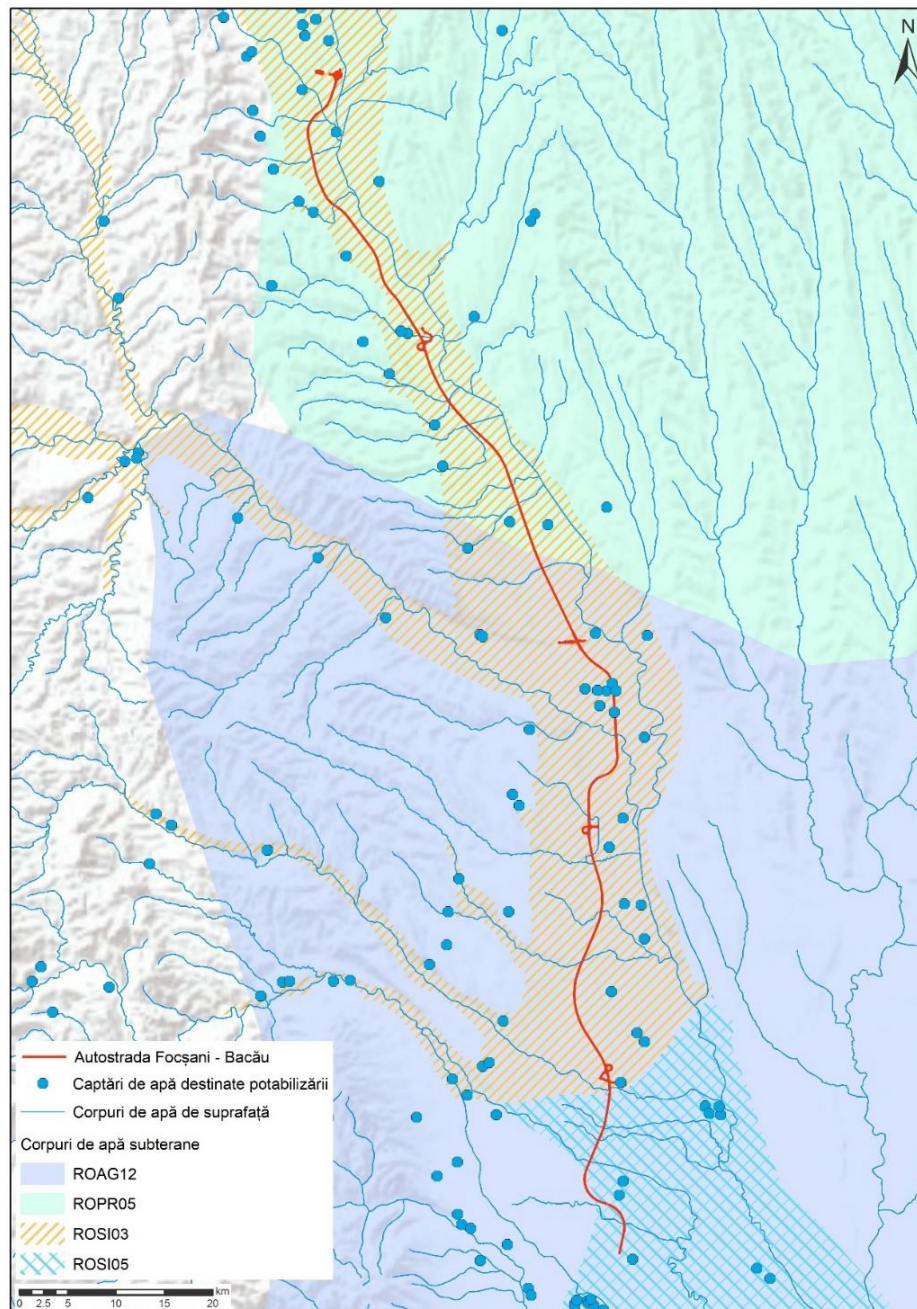 N
Autostrada Focșani - Bacău
Captări de apă destinate potabilizării
Corpuri de apă de suprafață
Corpuri de apă subterane
ROAG12
ROPR05
ROSI03
ROSI05
km
0 2.5 5 10 15 20